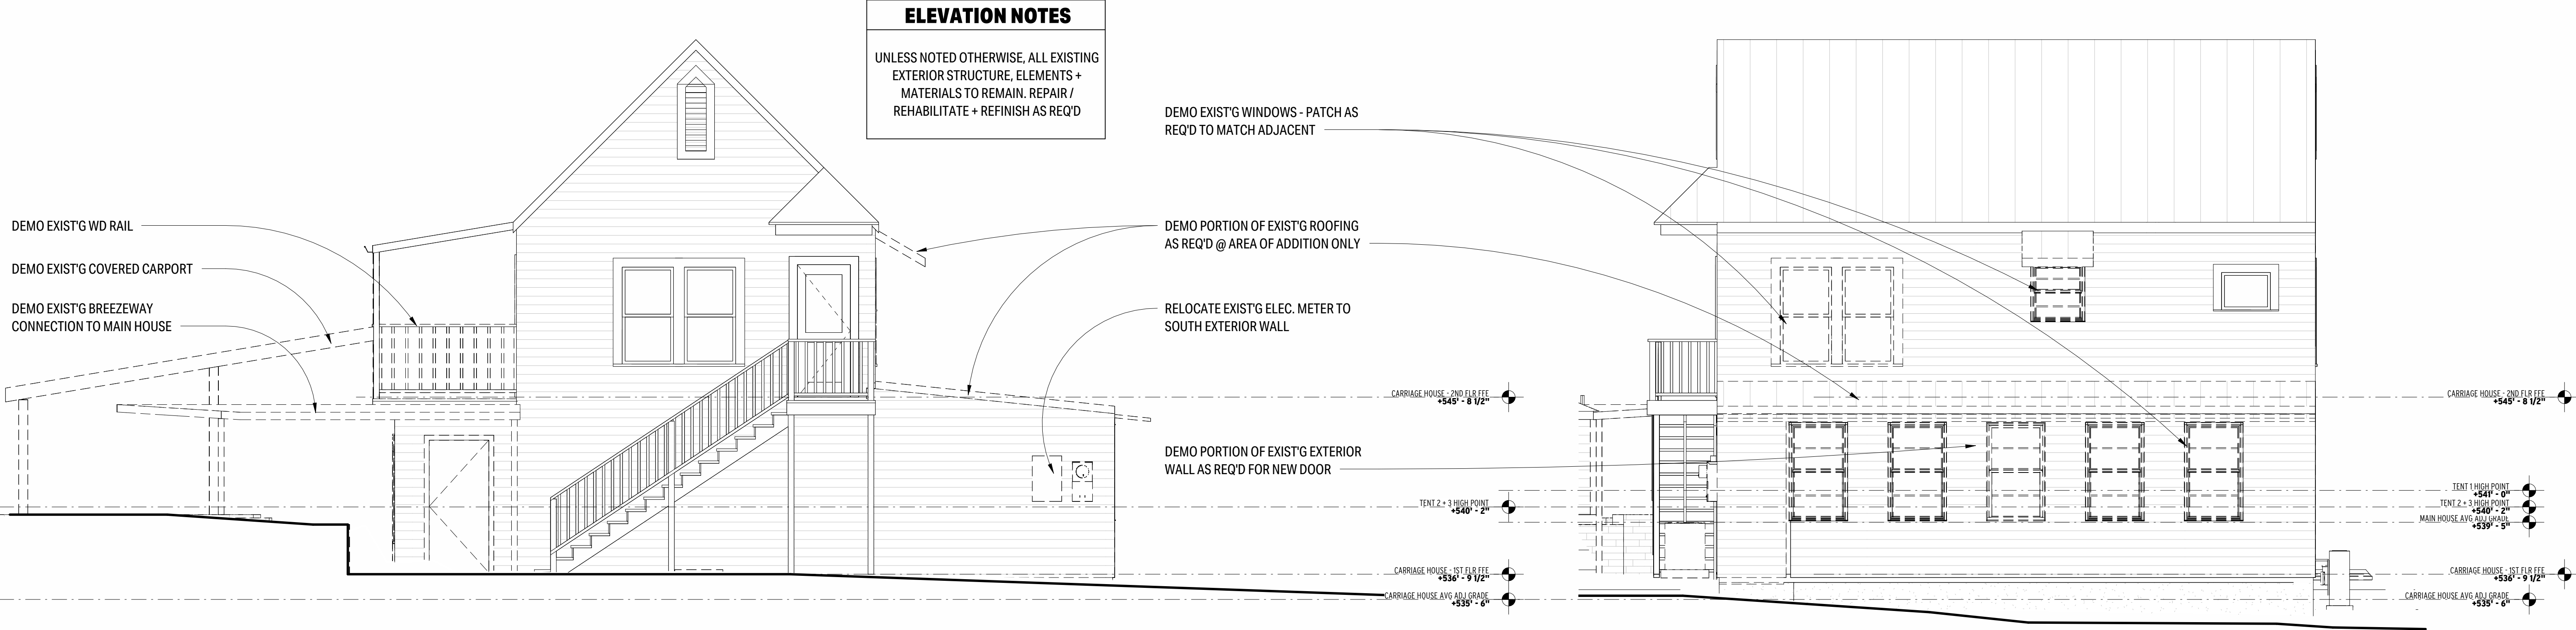 ELEVATION NOTES
UNLESS NOTED OTHERWISE, ALL EXISTING
EXTERIOR STRUCTURE, ELEMENTS +
MATERIALS TO REMAIN. REPAIR /
REHABILITATE + REFINISH AS REQ'D
DEMO EXIST'G WD RAIL
DEMO EXIST'G COVERED CARPORT
DEMO EXIST'G BREEZEWAY
CONNECTION TO MAIN HOUSE
DEMO EXIST'G WINDOWS - PATCH AS
REQ'D TO MATCH ADJACENT
DEMO PORTION OF EXIST'G ROOFING
AS REQ'D @ AREA OF ADDITION ONLY
RELOCATE EXIST'G ELEC. METER TO
SOUTH EXTERIOR WALL
DEMO PORTION OF EXIST'G EXTERIOR
WALL AS REQ'D FOR NEW DOOR
CARRIAGE HOUSE - 2ND FLR FFE
+545' - 8 1/2"
TENT 2 + 3 HIGH POINT
+540' - 2"
CARRIAGE HOUSE - 1ST FLR FFE
+536' - 9 1/2"
CARRIAGE HOUSE AVG ADJ GRADE
+535' - 6"
CARRIAGE HOUSE - 2ND FLR FFE
+545' - 8 1/2"
TENT 1 HIGH POINT
+541' - 0"
TENT 2 + 3 HIGH POINT
+540' - 2"
MAIN HOUSE AVG ADJ GRADE
+539' - 5"
CARRIAGE HOUSE - 1ST FLR FFE
+536' - 9 1/2"
CARRIAGE HOUSE AVG ADJ GRADE
+535' - 6"